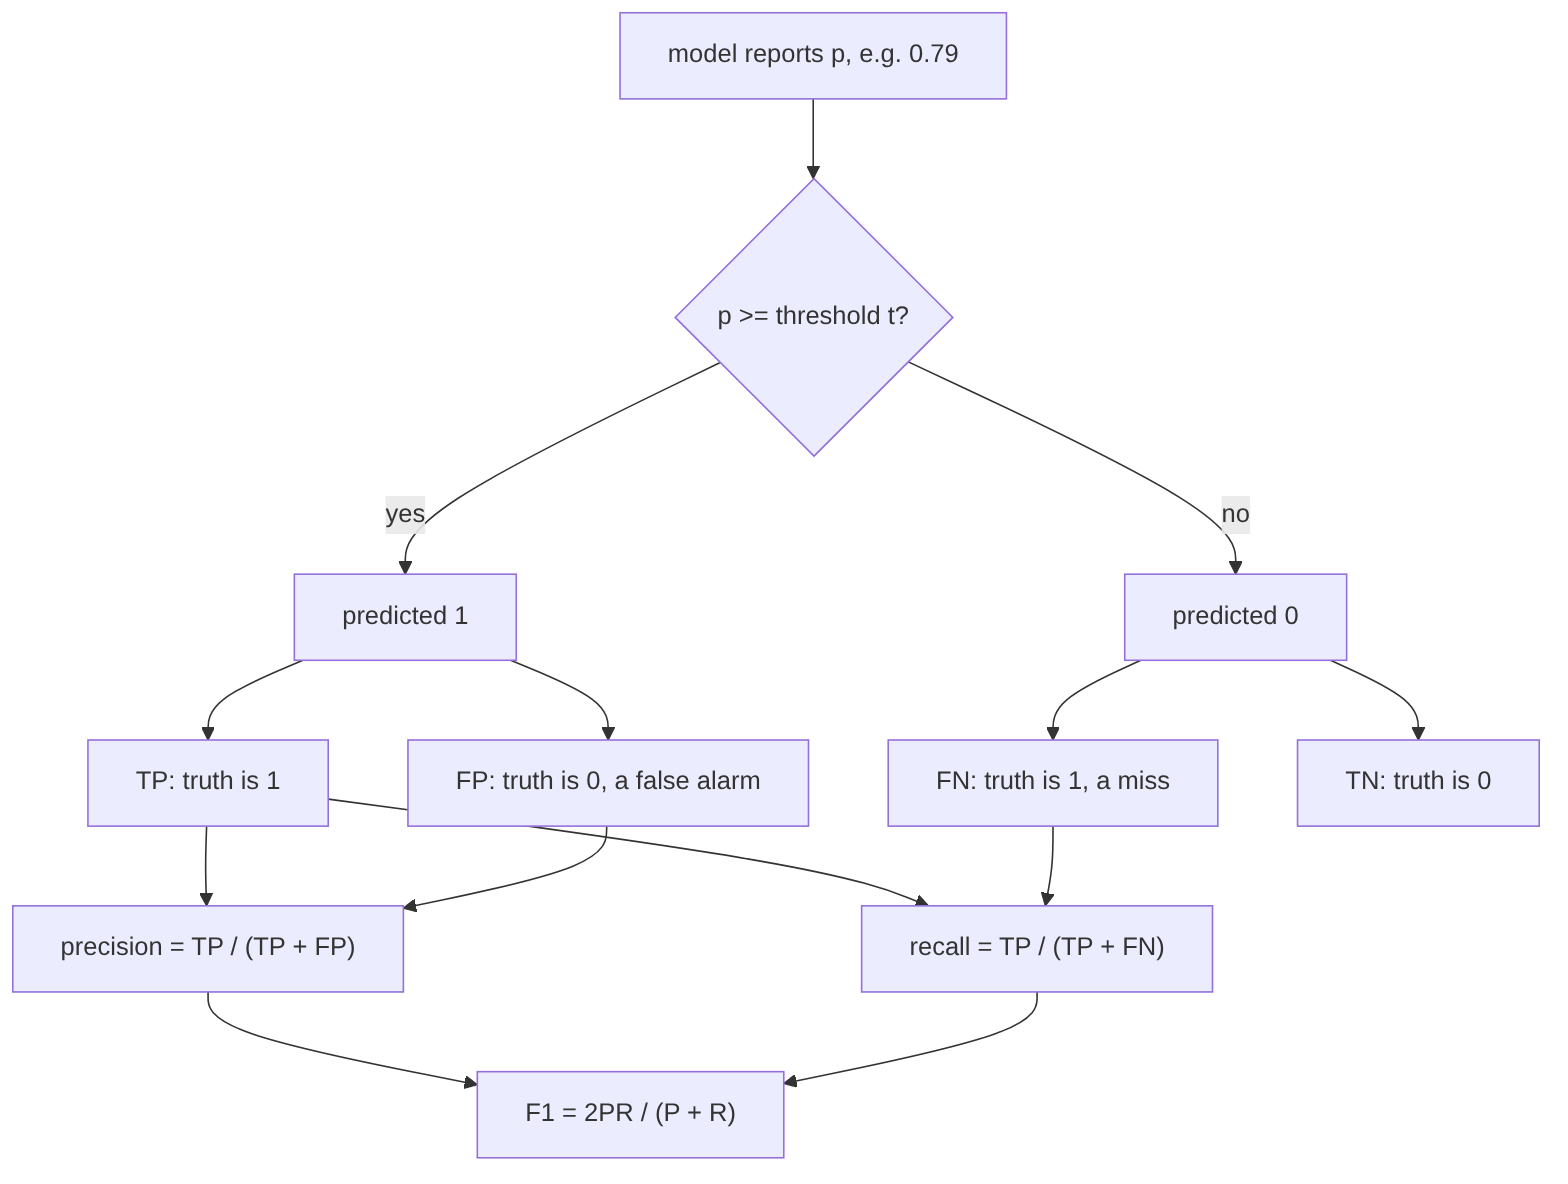 model reports p, e.g. 0.79
p >= threshold t?
yes
no
predicted 1
predicted 0
TP: truth is 1
FP: truth is 0, a false alarm
FN: truth is 1, a miss
TN: truth is 0
precision = TP / (TP + FP)
recall = TP / (TP + FN)
F1 = 2PR / (P + R)